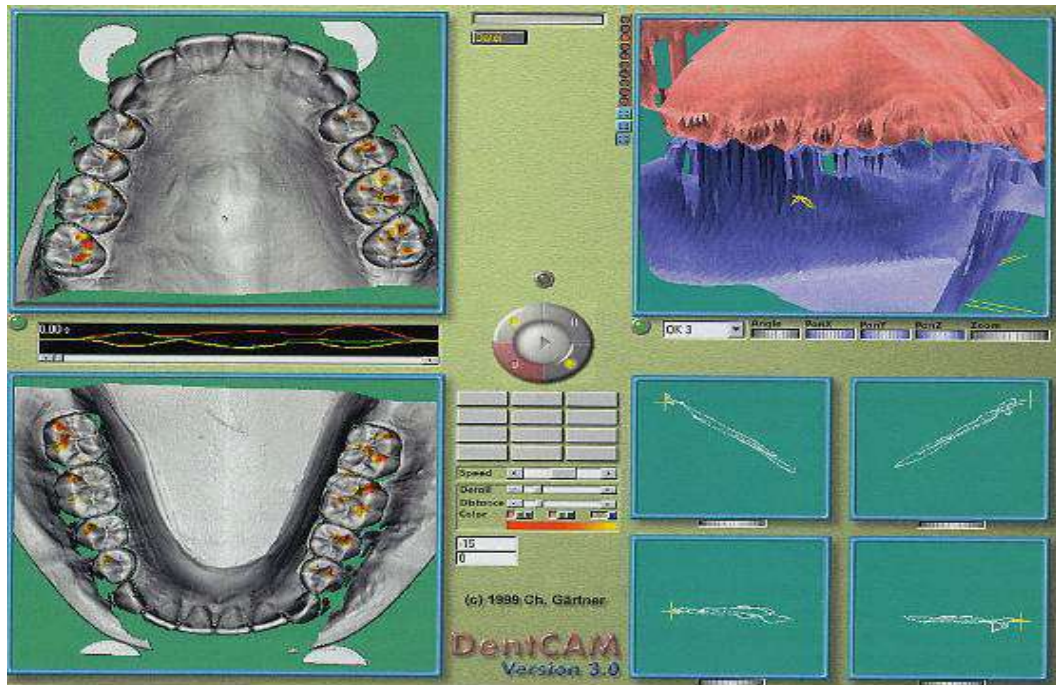 Datei
0.00 s
OK 3
Angle
PanX
PanY
PanZ
Zoom
Speed
Detail
Distance
Color
-15
0
(c) 1999 Ch. Gärtner
DentCAM
Version 3.0